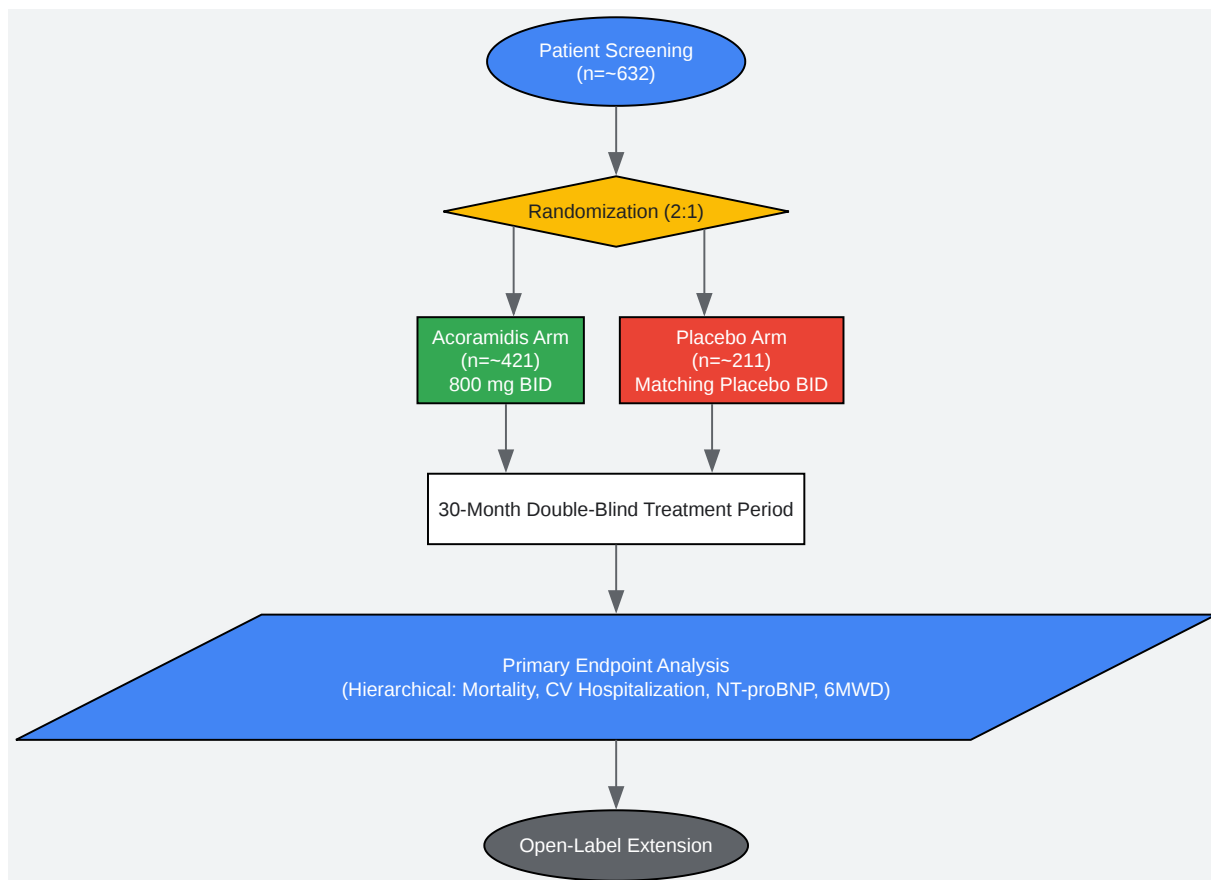 Patient Screening
(n=~632)
Randomization (2:1)
Acoramidis Arm
(n=~421)
800 mg BID
Placebo Arm
(n=~211)
Matching Placebo BID
30-Month Double-Blind Treatment Period
Primary Endpoint Analysis
(Hierarchical: Mortality, CV Hospitalization, NT-proBNP, 6MWD)
Open-Label Extension